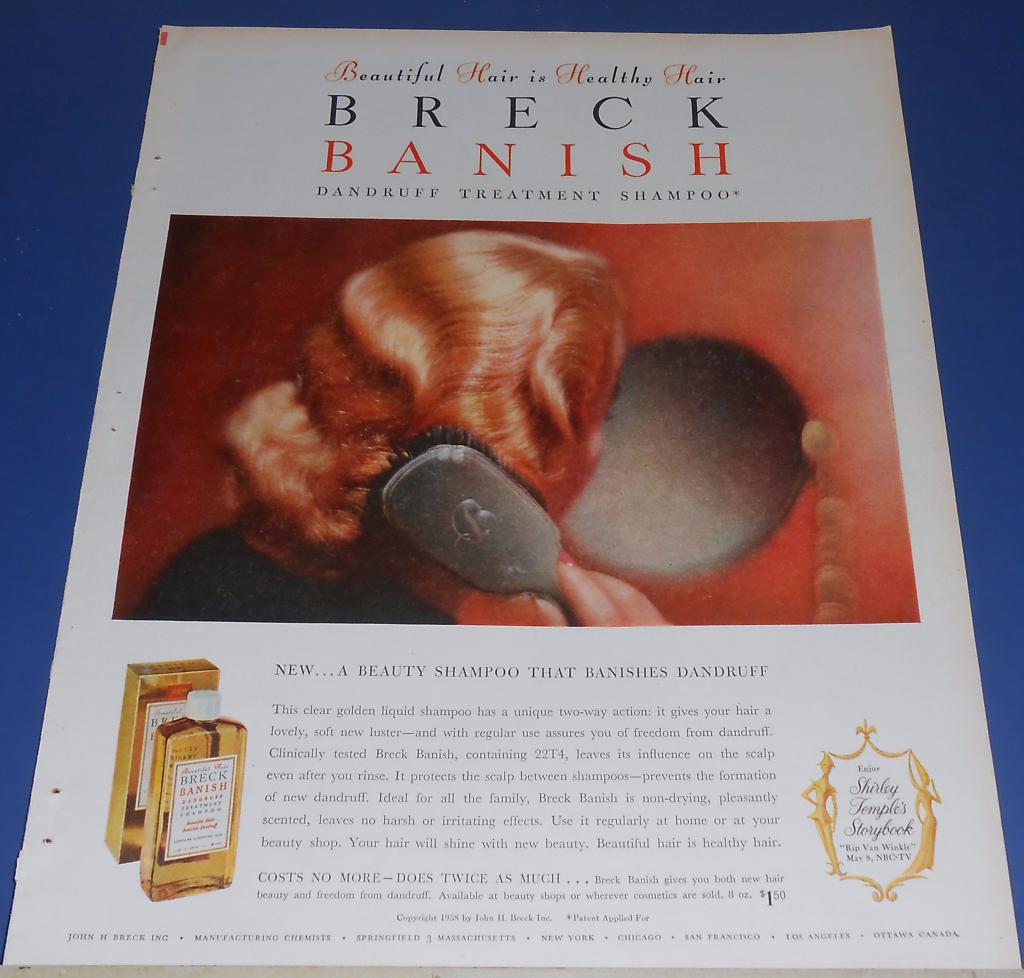 Beautiful Hair is Healthy Hair
BRECK
BANISH
DANDRUFF TREATMENT SHAMPOO*
NEW...A BEAUTY SHAMPOO THAT BANISHES DANDRUFF
This clear golden liquid shampoo has a unique two-way action: it gives your hair a
lovely, soft new luster—and with regular use assures you of freedom from dandruff.
Clinically tested Breck Banish, containing 22T4, leaves its influence on the scalp
even after you rinse. It protects the scalp between shampoos—prevents the formation
of new dandruff. Ideal for all the family, Breck Banish is non-drying, pleasantly
scented, leaves no harsh or irritating effects. Use it regularly at home or at your
beauty shop. Your hair will shine with new beauty. Beautiful hair is healthy hair.
COSTS NO MORE—DOES TWICE AS MUCH... Breck Banish gives you both new hair
beauty and freedom from dandruff. Available at beauty shops or wherever cosmetics are sold. 8 oz. $1.50
Copyright 1958 by John H. Breck Inc. *Patent Applied For
JOHN H BRECK INC • MANUFACTURING CHEMISTS • SPRINGFIELD 3 MASSACHUSETTS • NEW YORK • CHICAGO • SAN FRANCISCO • LOS ANGELES • OTTAWA CANADA
Enjoy
Shirley
Temple's
Storybook
"Rip Van Winkle"
May 8, NBC-TV
NEW
Beautiful
BRE
Beautiful Hair
BRECK
BANISH
DANDRUFF
TREATMENT
SHAMPOO